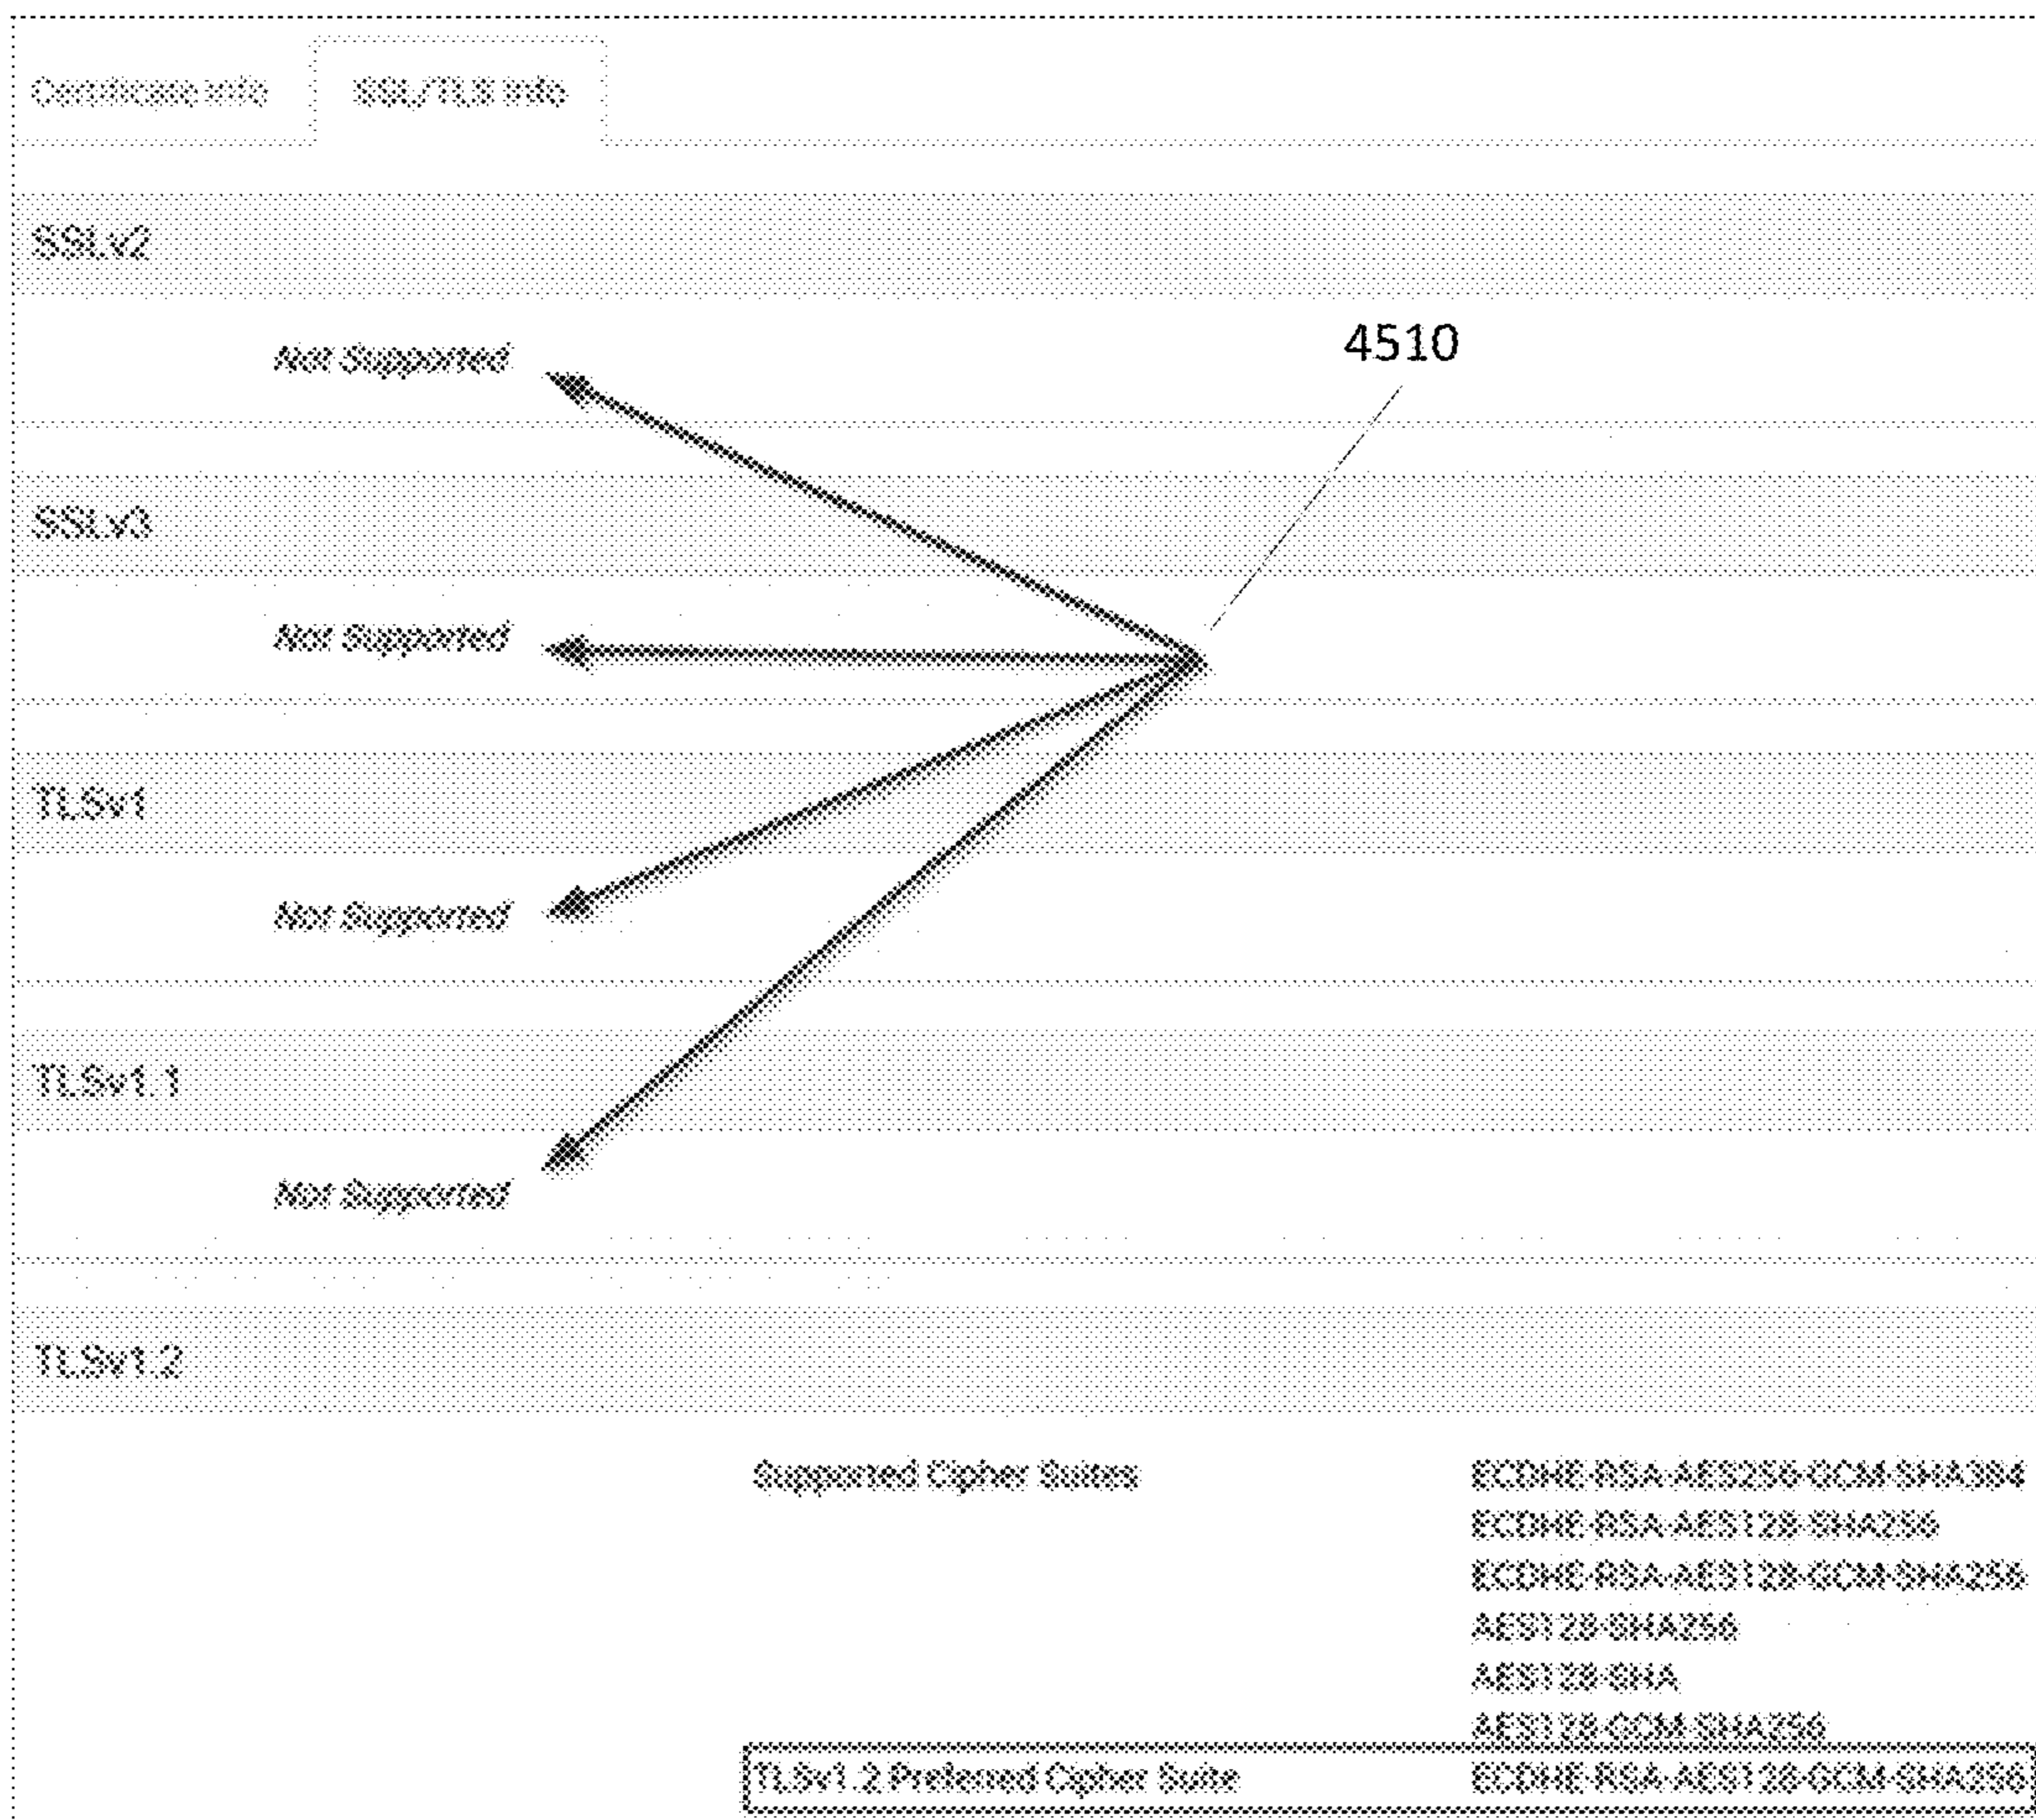 Certificate Info SSL/TLS Info
SSLv2
Not Supported
4510
SSLv3
Not Supported
TLSv1
Not Supported
TLSv1.1
Not Supported
TLSv1.2
Supported Cipher Suites ECDHE-RSA-AES256-GCM-SHA384
ECDHE-RSA-AES128-SHA256
ECDHE-RSA-AES128-GCM-SHA256
AES128-SHA256
AES128-SHA
AES128-GCM-SHA256
TLSv1.2 Preferred Cipher Suite ECDHE-RSA-AES128-GCM-SHA256